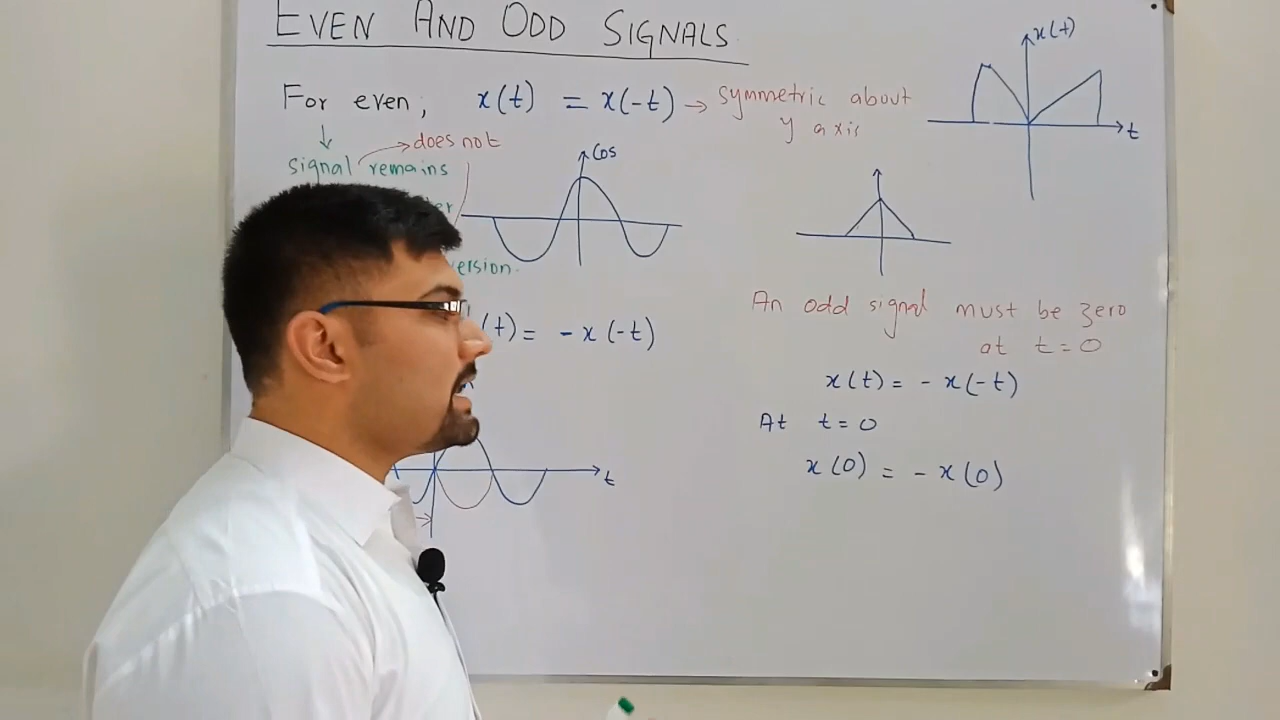 EVEN AND ODD SIGNALS
For even, x(t) = x(-t) → symmetric about
y axis
→ does not
signal remains
version.
(t) = - x (-t)
Cos
t
x(t)
t
An odd signal must be zero
at t = 0
x(t) = - x(-t)
At t = 0
x(0) = - x(0)